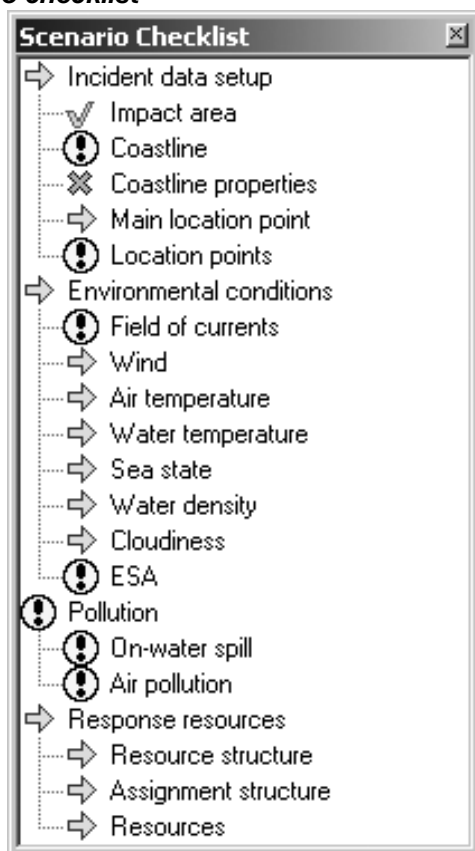 checklist
Scenario Checklist
Incident data setup
Impact area
Coastline
Coastline properties
Main location point
Location points
Environmental conditions
Field of currents
Wind
Air temperature
Water temperature
Sea state
Water density
Cloudiness
ESA
Pollution
On-water spill
Air pollution
Response resources
Resource structure
Assignment structure
Resources